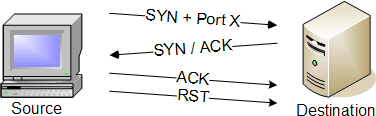 SYN + Port X
SYN / ACK
ACK
RST
Source
Destination